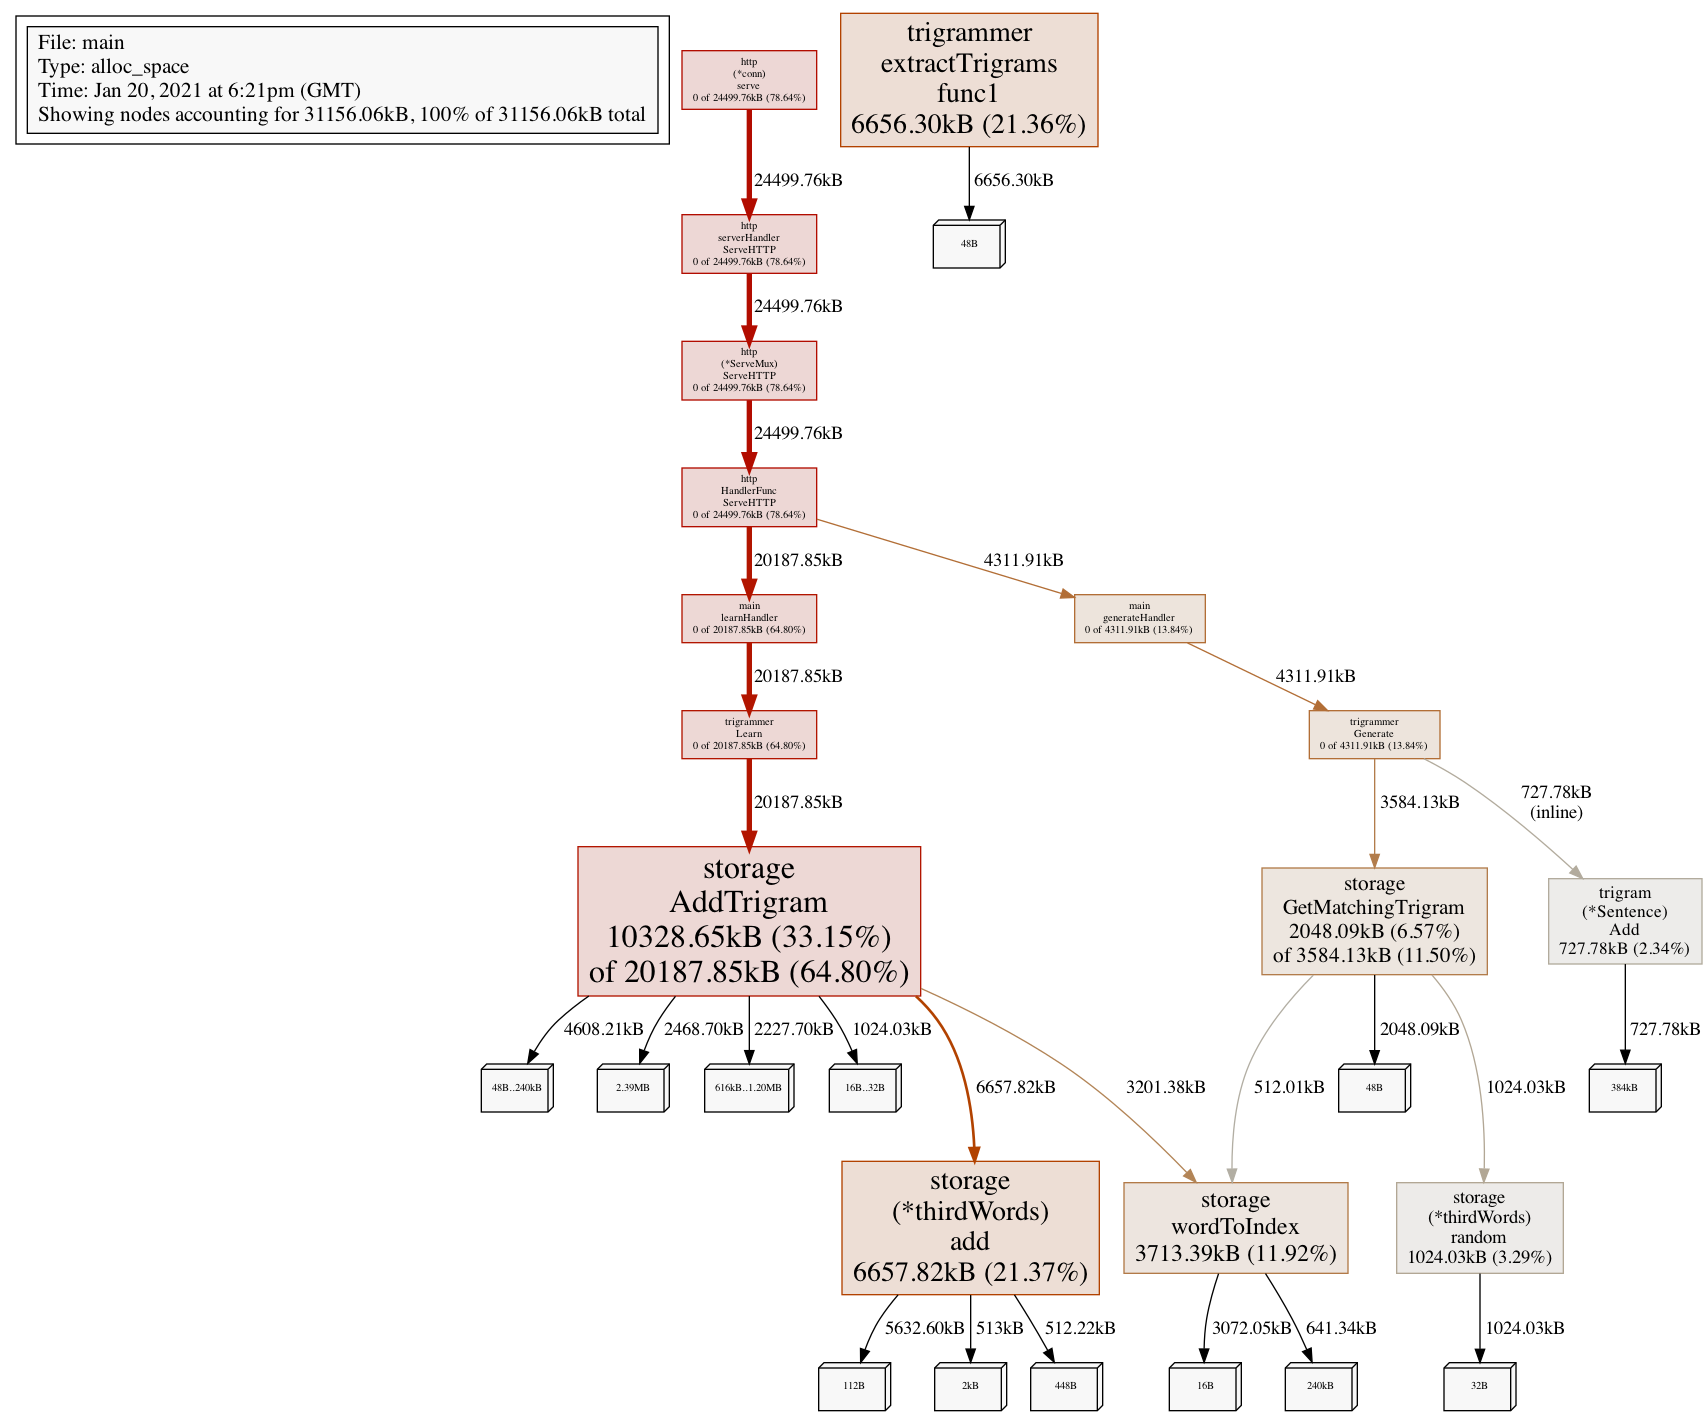 File: main
Type: alloc_space
Time: Jan 20, 2021 at 6:21pm (GMT)
Showing nodes accounting for 31156.06kB, 100% of 31156.06kB total
http
(*conn)
serve
0 of 24499.76kB (78.64%)
trigrammer
extractTrigrams
func1
6656.30kB (21.36%)
24499.76kB
6656.30kB
http
serverHandler
ServeHTTP
0 of 24499.76kB (78.64%)
48B
24499.76kB
http
(*ServeMux)
ServeHTTP
0 of 24499.76kB (78.64%)
24499.76kB
http
HandlerFunc
ServeHTTP
0 of 24499.76kB (78.64%)
20187.85kB
4311.91kB
main
learnHandler
0 of 20187.85kB (64.80%)
main
generateHandler
0 of 4311.91kB (13.84%)
20187.85kB
4311.91kB
trigrammer
Learn
0 of 20187.85kB (64.80%)
trigrammer
Generate
0 of 4311.91kB (13.84%)
20187.85kB
3584.13kB
727.78kB
(inline)
storage
AddTrigram
10328.65kB (33.15%)
of 20187.85kB (64.80%)
storage
GetMatchingTrigram
2048.09kB (6.57%)
of 3584.13kB (11.50%)
trigram
(*Sentence)
Add
727.78kB (2.34%)
4608.21kB
2468.70kB
2227.70kB
1024.03kB
2048.09kB
727.78kB
48B..240kB
2.39MB
616kB..1.20MB
16B..32B
6657.82kB
3201.38kB
512.01kB
48B
1024.03kB
384kB
storage
(*thirdWords)
add
6657.82kB (21.37%)
storage
wordToIndex
3713.39kB (11.92%)
storage
(*thirdWords)
random
1024.03kB (3.29%)
5632.60kB
513kB
512.22kB
3072.05kB
641.34kB
1024.03kB
112B
2kB
448B
16B
240kB
32B